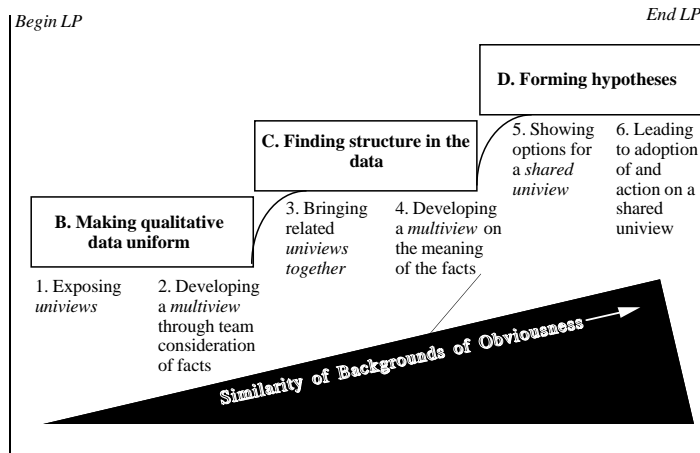 Begin LP
End LP
D. Forming hypotheses
C. Finding structure in the
data
5. Showing
options for
a shared
uniview
6. Leading
to adoption
of and
action on a
shared
uniview
B. Making qualitative
data uniform
3. Bringing
related
univiews
together
4. Developing
a multiview on
the meaning
of the facts
1. Exposing
univiews
2. Developing
a multiview
through team
consideration
of facts
Similarity of Backgrounds of Obviousness